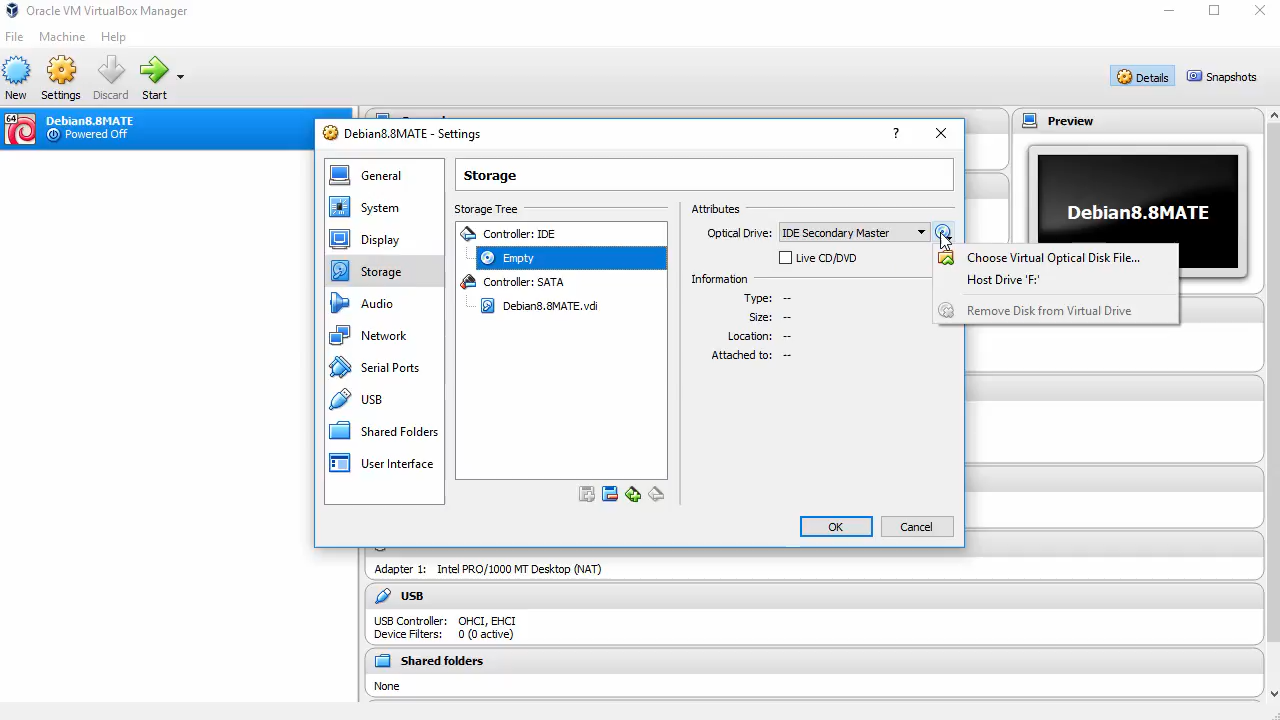 Oracle VM VirtualBox Manager
File Machine Help
New Settings Discard Start
Details Snapshots
64
Debian8.8MATE
Powered Off
Preview
Debian8.8MATE
Debian8.8MATE - Settings
?
General
System
Display
Storage
Audio
Network
Serial Ports
USB
Shared Folders
User Interface
Storage
Storage Tree
Controller: IDE
Empty
Controller: SATA
Debian8.8MATE.vdi
Attributes
Optical Drive: IDE Secondary Master
Live CD/DVD
Information
Type: --
Size: --
Location: --
Attached to: --
Choose Virtual Optical Disk File...
Host Drive 'F:'
Remove Disk from Virtual Drive
OK Cancel
Adapter 1: Intel PRO/1000 MT Desktop (NAT)
USB
USB Controller: OHCI, EHCI
Device Filters: 0 (0 active)
Shared folders
None